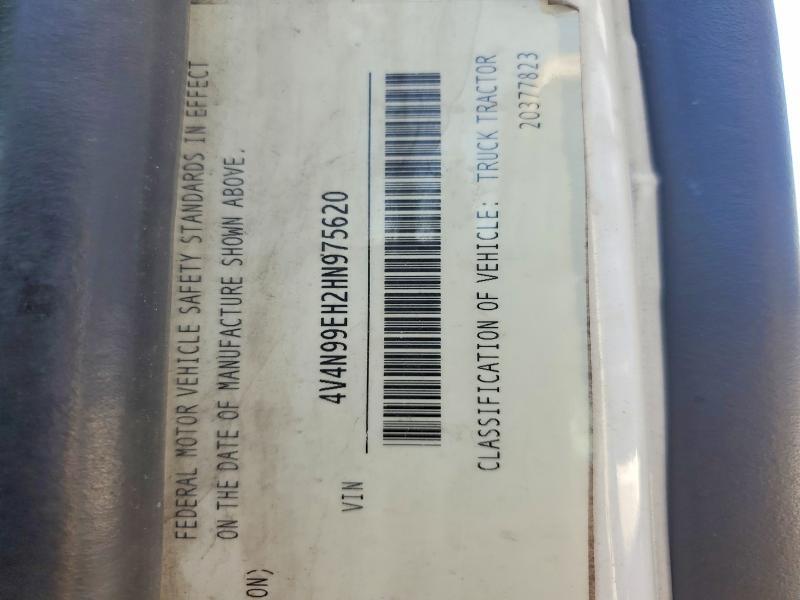 ON)
FEDERAL MOTOR VEHICLE SAFETY STANDARDS IN EFFECT
ON THE DATE OF MANUFACTURE SHOWN ABOVE.
VIN 4V4N99EH2HN975620
CLASSIFICATION OF VEHICLE: TRUCK TRACTOR
20377823